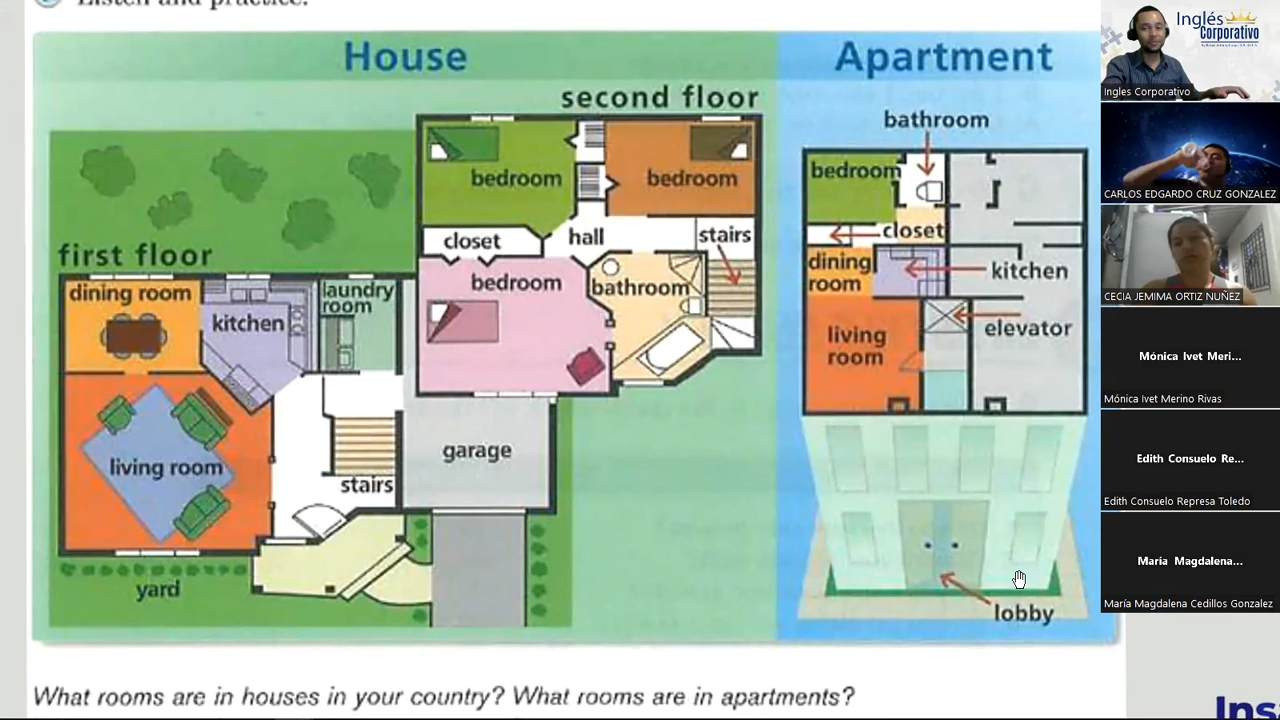 Listen and practice.
House
Apartment
second floor
bathroom
bedroom
bedroom
bedroom
closet
hall
stairs
closet
first floor
bedroom
bathroom
dining room
kitchen
laundry
room
dining
room
kitchen
elevator
living
room
living room
garage
stairs
yard
lobby
What rooms are in houses in your country? What rooms are in apartments?
Inglés
Corporativo
Ingles Corporativo
CARLOS EDGARDO CRUZ GONZALEZ
CECIA JEMIMA ORTIZ NUÑEZ
Mónica Ivet Meri...
Mónica Ivet Merino Rivas
Edith Consuelo Re...
Edith Consuelo Represa Toledo
María Magdalena...
María Magdalena Cedillos Gonzalez
Ins